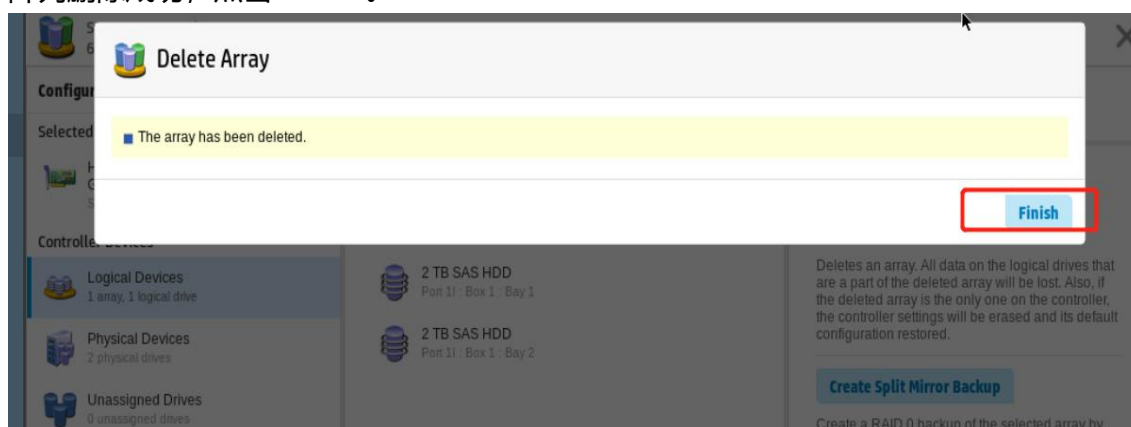 Delete Array
Configur
Selected
The array has been deleted.
Finish
Controlle
Logical Devices
1 array, 1 logical drive
Physical Devices
2 physical drives
Unassigned Drives
0 unassigned drives
2 TB SAS HDD
Port 1I : Box 1 : Bay 1
2 TB SAS HDD
Port 1I : Box 1 : Bay 2
Deletes an array. All data on the logical drives that
are a part of the deleted array will be lost. Also, if
the deleted array is the only one on the controller,
the controller settings will be erased and its default
configuration restored.
Create Split Mirror Backup
Create a RAID 0 backup of the selected array by